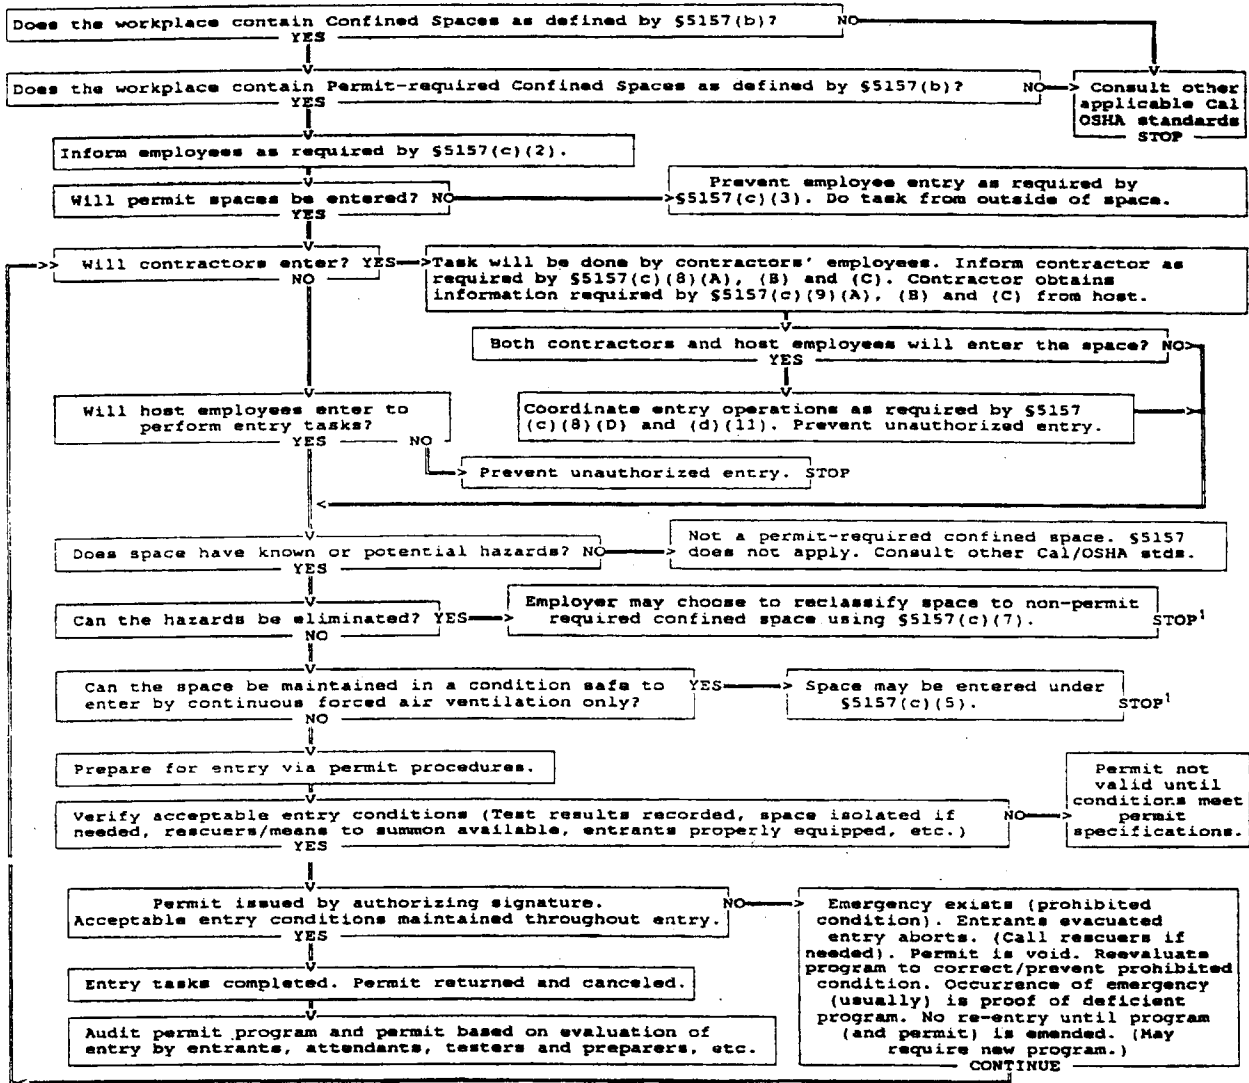 Does the workplace contain Confined Spaces as defined by §5157(b)? NO
YES
Does the workplace contain Permit-required Confined Spaces as defined by §5157(b)? NO
YES
Consult other
applicable Cal
OSHA standards
STOP
Inform employees as required by §5157(c)(2).
Will permit spaces be entered? NO
YES
Prevent employee entry as required by
§5157(c)(3). Do task from outside of space.
Will contractors enter? YES
NO
Task will be done by contractors' employees. Inform contractor as
required by §5157(c)(8)(A), (B) and (C). Contractor obtains
information required by §5157(c)(9)(A), (B) and (C) from host.
Both contractors and host employees will enter the space? NO
YES
Will host employees enter to
perform entry tasks?
YES NO
Coordinate entry operations as required by §5157
(c)(8)(D) and (d)(11). Prevent unauthorized entry.
Prevent unauthorized entry. STOP
Does space have known or potential hazards? NO
YES
Not a permit-required confined space. §5157
does not apply. Consult other Cal/OSHA stds.
Can the hazards be eliminated? YES
NO
Employer may choose to reclassify space to non-permit
required confined space using §5157(c)(7).
STOP¹
Can the space be maintained in a condition safe to
enter by continuous forced air ventilation only?
YES
NO
Space may be entered under
§5157(c)(5).
STOP¹
Prepare for entry via permit procedures.
Verify acceptable entry conditions (Test results recorded, space isolated if
needed, rescuers/means to summon available, entrants properly equipped, etc.)
NO
YES
Permit not
valid until
conditions meet
permit
specifications.
Permit issued by authorizing signature.
Acceptable entry conditions maintained throughout entry.
NO
YES
Emergency exists (prohibited
condition). Entrants evacuated
entry aborts. (Call rescuers if
needed). Permit is void. Reevaluate
program to correct/prevent prohibited
condition. Occurrence of emergency
(usually) is proof of deficient
program. No re-entry until program
(and permit) is emended. (May
require new program.)
CONTINUE
Entry tasks completed. Permit returned and canceled.
Audit permit program and permit based on evaluation of
entry by entrants, attendants, testers and preparers, etc.